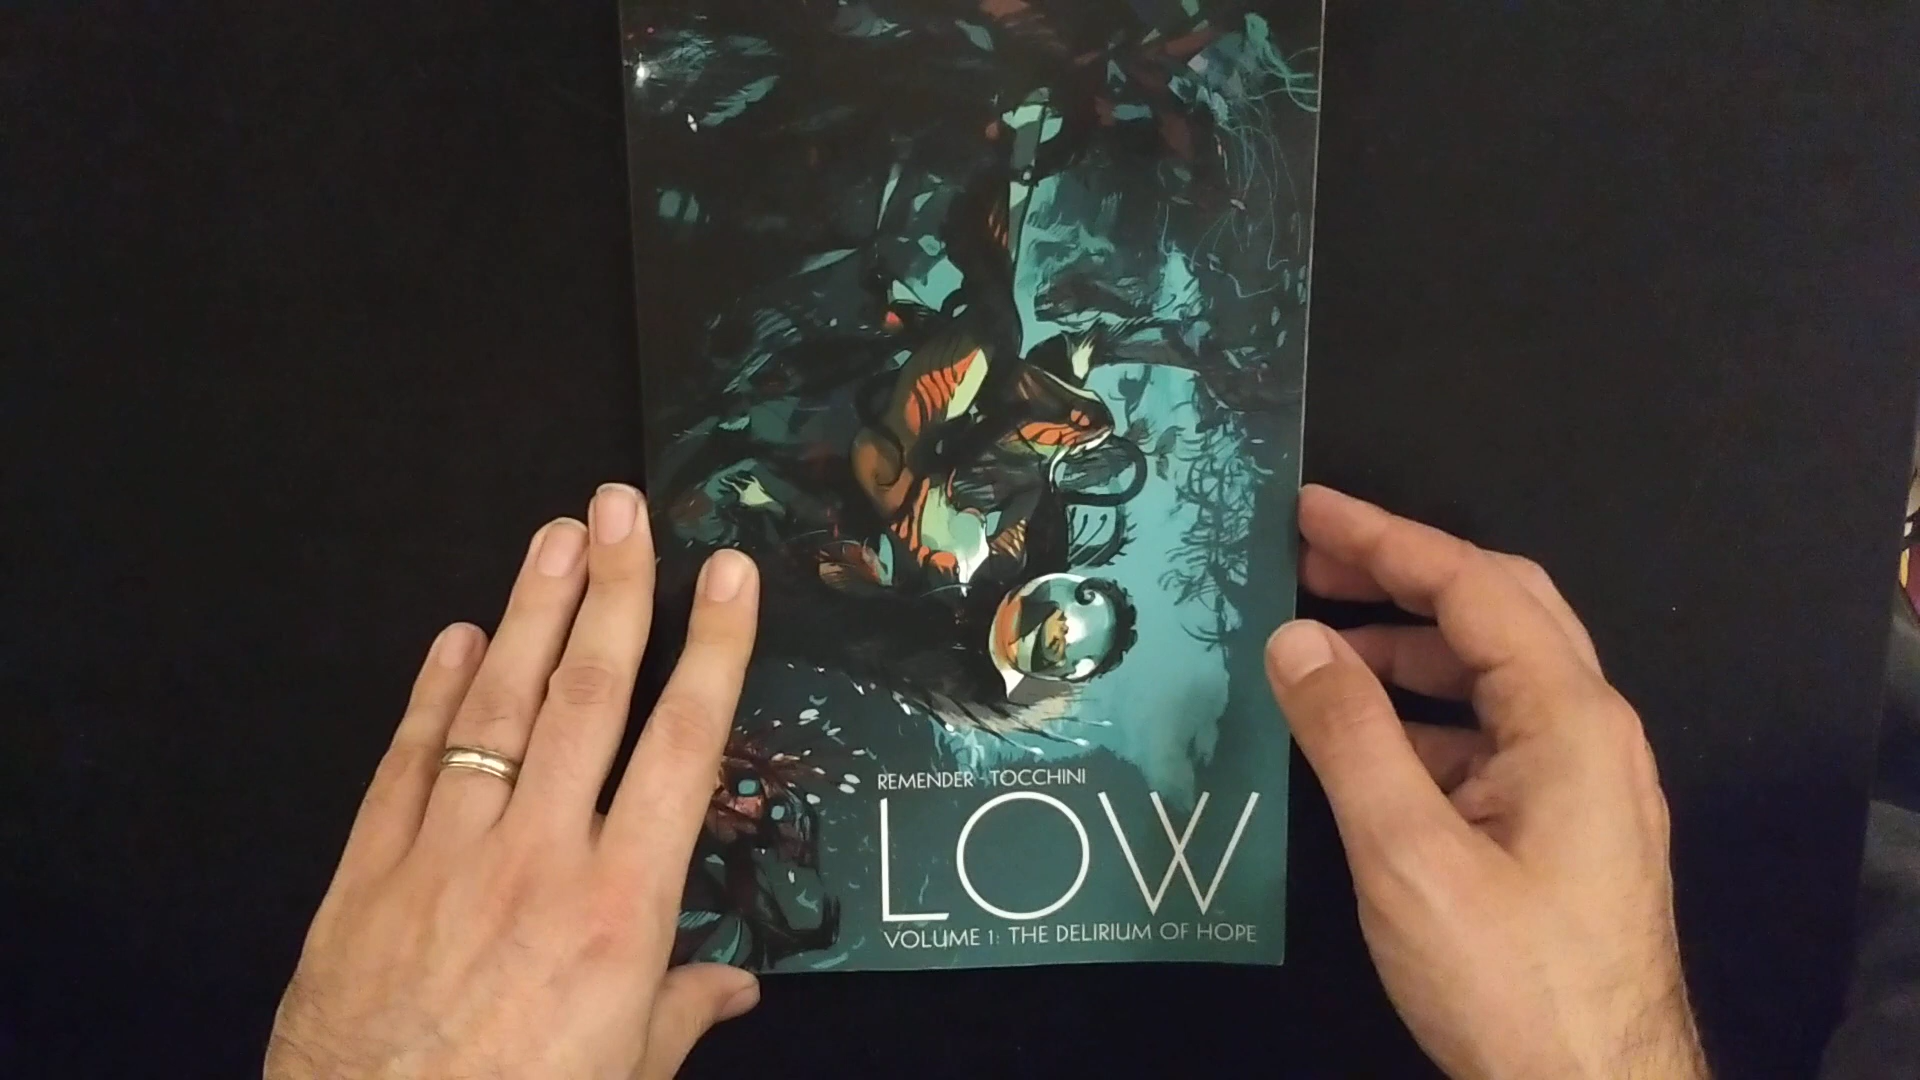 REMENDER - TOCCHINI
LOW
VOLUME 1: THE DELIRIUM OF HOPE